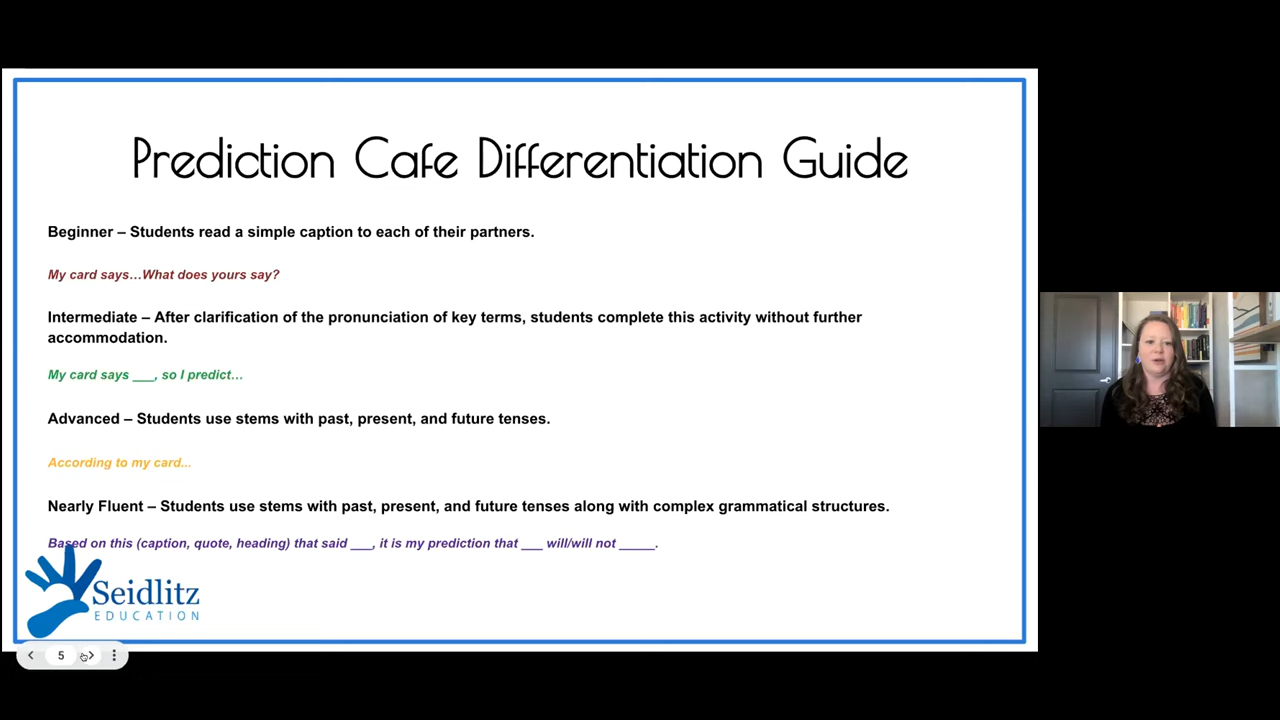 Prediction Cafe Differentiation Guide
Beginner – Students read a simple caption to each of their partners.
My card says…What does yours say?
Intermediate – After clarification of the pronunciation of key terms, students complete this activity without further
accommodation.
My card says ___, so I predict…
Advanced – Students use stems with past, present, and future tenses.
According to my card...
Nearly Fluent – Students use stems with past, present, and future tenses along with complex grammatical structures.
Based on this (caption, quote, heading) that said ___, it is my prediction that ___ will/will not _____.
Seidlitz
EDUCATION
5